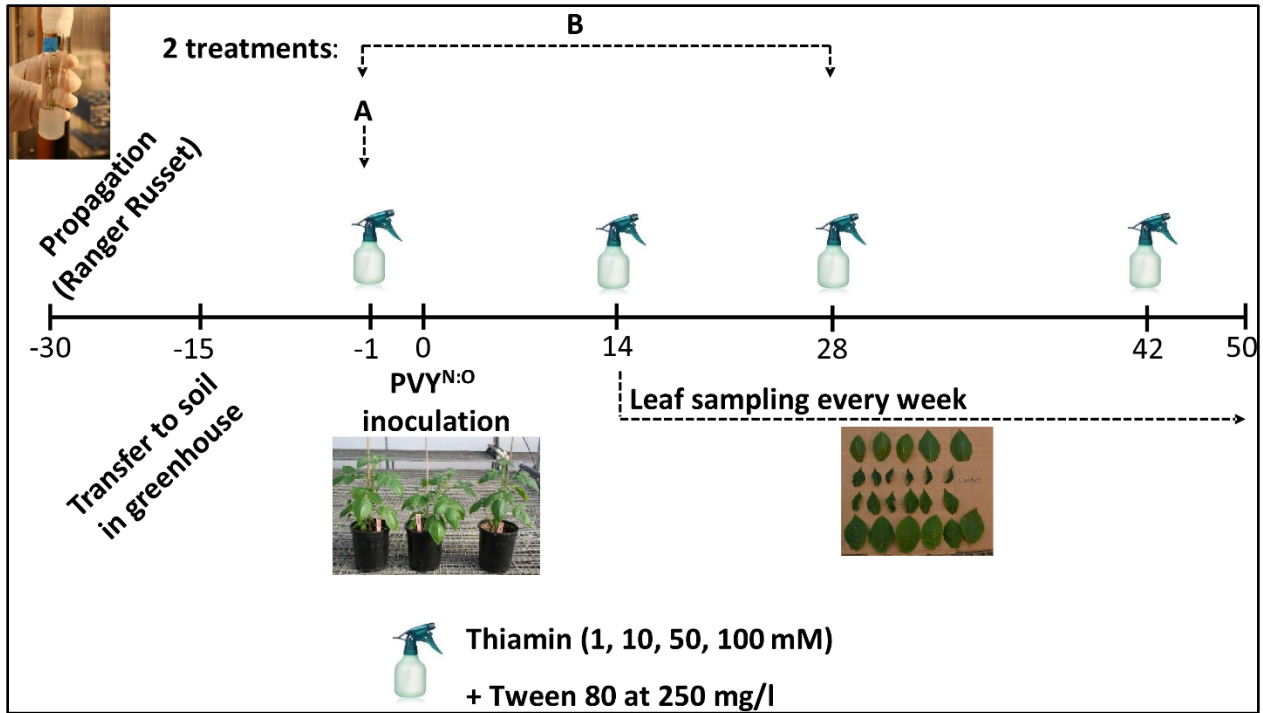 B
2 treatments:
A
Propagation
(Ranger Russet)
-30
-15
-1
0
14
28
42
50
Transfer to soil
in greenhouse
PVYN:O
inoculation
Leaf sampling every week
Thiamin (1, 10, 50, 100 mM)
+ Tween 80 at 250 mg/l